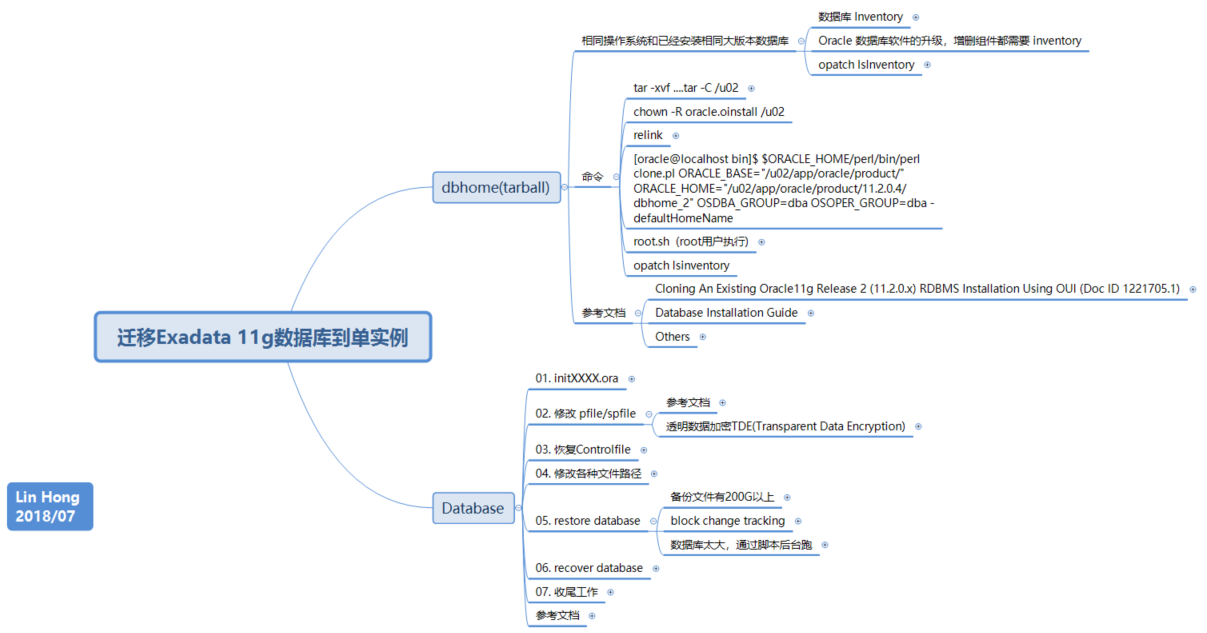 迁移Exadata 11g数据库到单实例
dbhome(tarball)
相同操作系统和已经安装相同大版本数据库
数据库 Inventory
Oracle 数据库软件的升级，增删组件都需要 inventory
opatch lsInventory
命令
tar -xvf ....tar -C /u02
chown -R oracle.oinstall /u02
relink
[oracle@localhost bin]$ $ORACLE_HOME/perl/bin/perl
clone.pl ORACLE_BASE="/u02/app/oracle/product/"
ORACLE_HOME="/u02/app/oracle/product/11.2.0.4/
dbhome_2" OSDBA_GROUP=dba OSOPER_GROUP=dba -
defaultHomeName
root.sh（root用户执行）
opatch lsinventory
参考文档
Cloning An Existing Oracle11g Release 2 (11.2.0.x) RDBMS Installation Using OUI (Doc ID 1221705.1)
Database Installation Guide
Others
Database
01. initXXXX.ora
02. 修改 pfile/spfile
参考文档
透明数据加密TDE(Transparent Data Encryption)
03. 恢复Controlfile
04. 修改各种文件路径
05. restore database
备份文件有200G以上
block change tracking
数据库太大，通过脚本后台跑
06. recover database
07. 收尾工作
参考文档
Lin Hong
2018/07